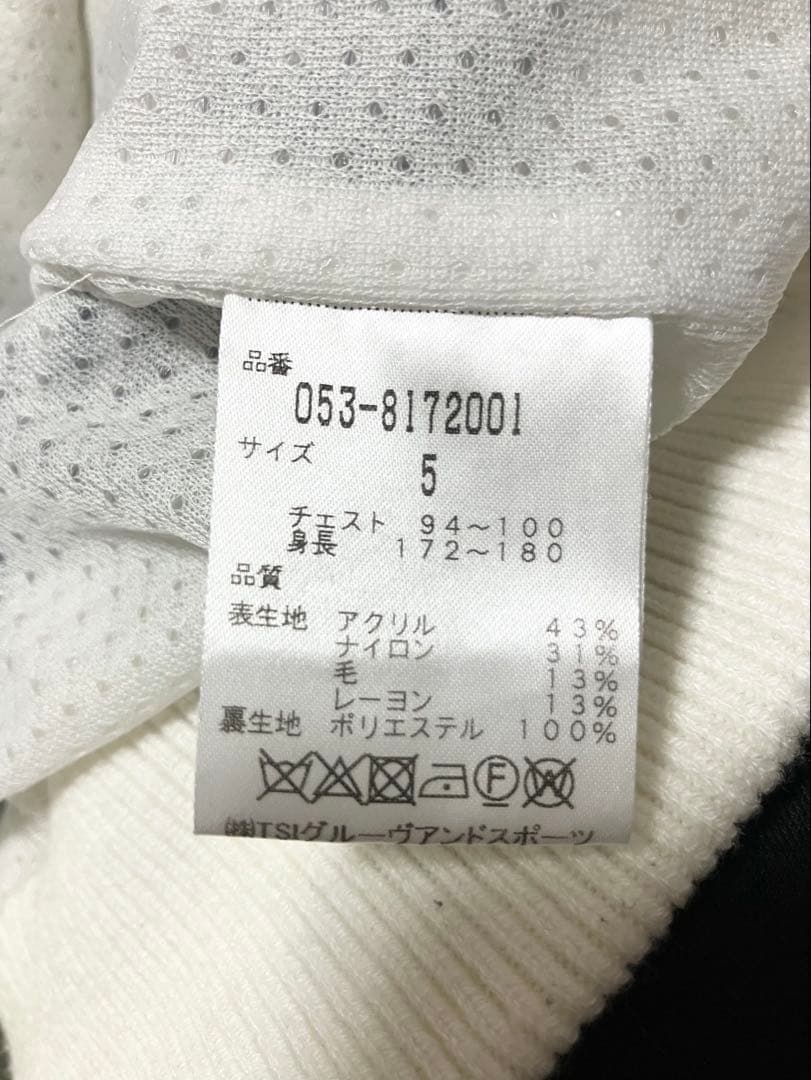 品番
053-8172001
サイズ
5
チェスト 94~100
身長 172~180
品質
表生地 アクリル 43%
ナイロン 31%
毛 13%
レーヨン 13%
裏生地 ポリエステル 100%
F W
㈱TSIグルーヴアンドスポーツ